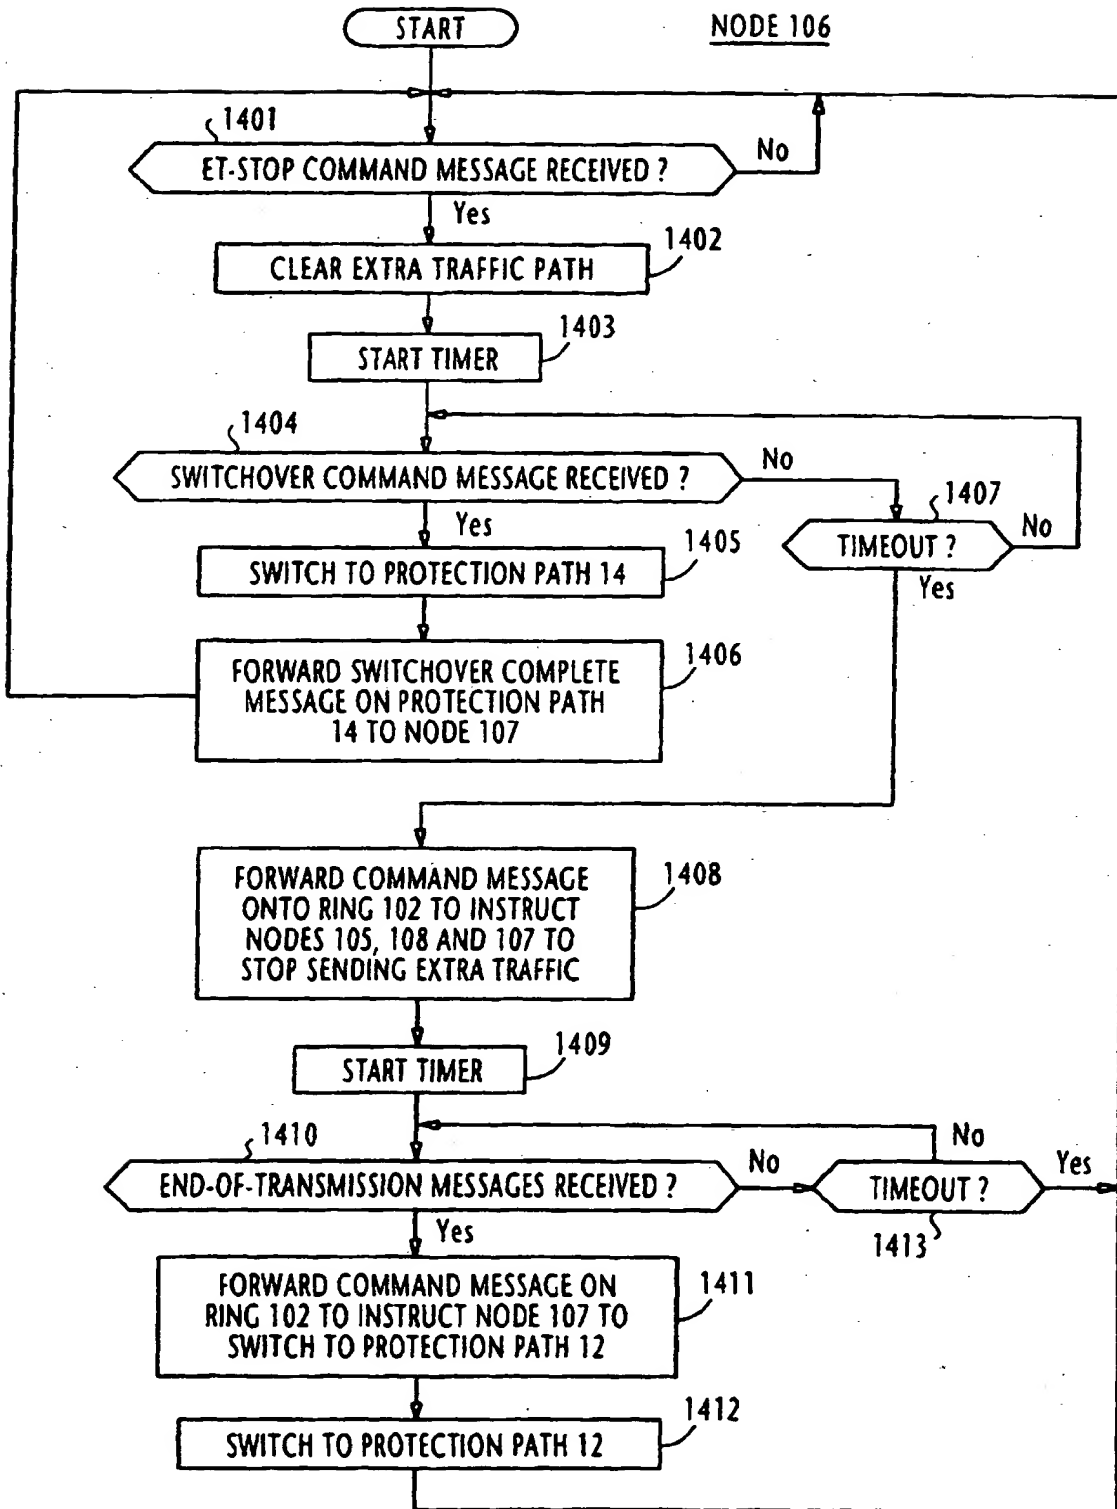 START
NODE 106
1401
ET-STOP COMMAND MESSAGE RECEIVED ?
No
Yes
1402
CLEAR EXTRA TRAFFIC PATH
1403
START TIMER
1404
SWITCHOVER COMMAND MESSAGE RECEIVED ?
No
1407
TIMEOUT ?
No
Yes
Yes
1405
SWITCH TO PROTECTION PATH 14
1406
FORWARD SWITCHOVER COMPLETE
MESSAGE ON PROTECTION PATH
14 TO NODE 107
1408
FORWARD COMMAND MESSAGE
ONTO RING 102 TO INSTRUCT
NODES 105, 108 AND 107 TO
STOP SENDING EXTRA TRAFFIC
1409
START TIMER
1410
END-OF-TRANSMISSION MESSAGES RECEIVED ?
No
No
TIMEOUT ?
Yes
1413
Yes
1411
FORWARD COMMAND MESSAGE ON
RING 102 TO INSTRUCT NODE 107 TO
SWITCH TO PROTECTION PATH 12
1412
SWITCH TO PROTECTION PATH 12